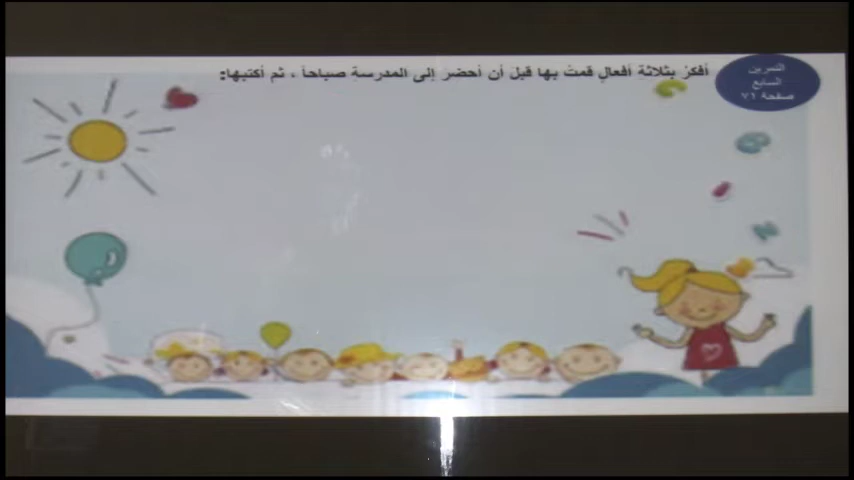 التمرين
السابع
صفحة ٧١
أفكر بثلاثة أفعالٍ قمتُ بها قبل أن أحضر إلى المدرسةِ صباحاً ، ثم أكتبها: